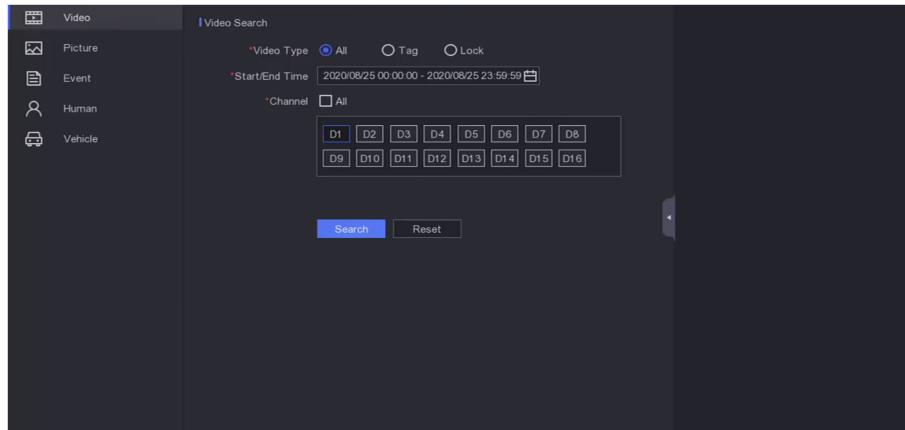 Video
Picture
Event
Human
Vehicle
Video Search
*Video Type All Tag Lock
*Start/End Time 2020/08/25 00:00:00 - 2020/08/25 23:59:59
*Channel All
D1 D2 D3 D4 D5 D6 D7 D8
D9 D10 D11 D12 D13 D14 D15 D16
Search Reset